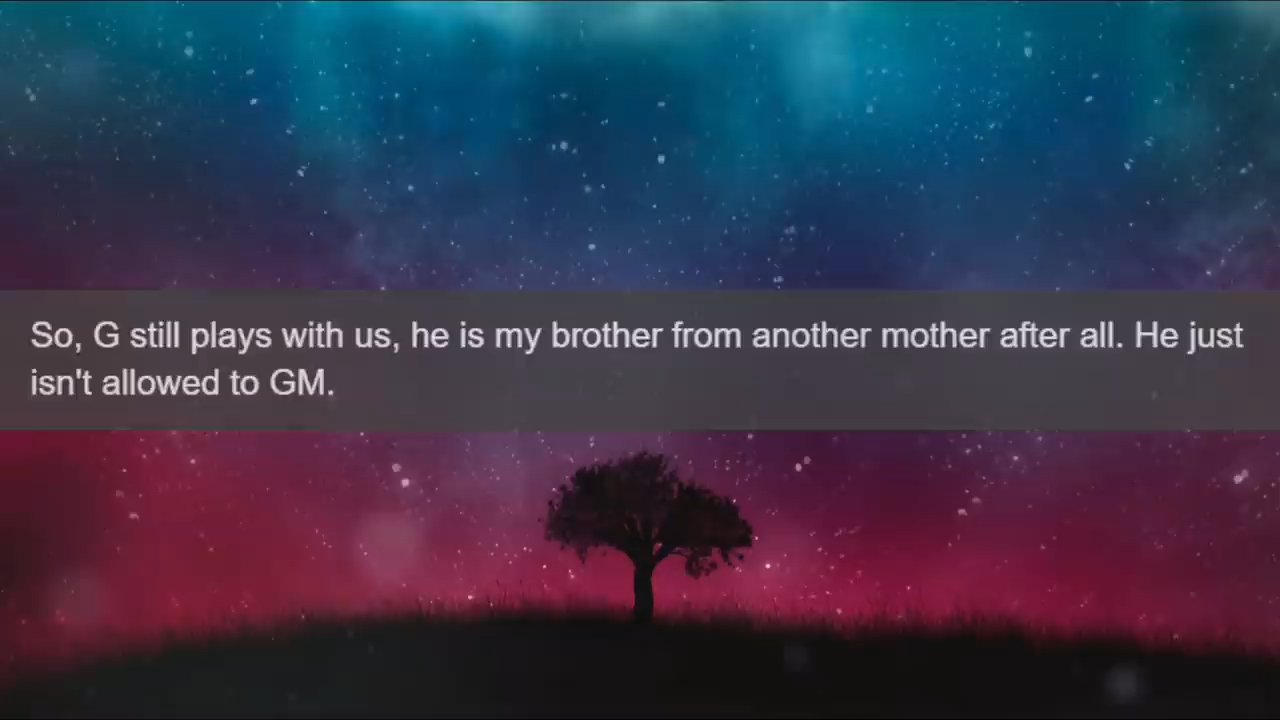 So, G still plays with us, he is my brother from another mother after all. He just
isn't allowed to GM.